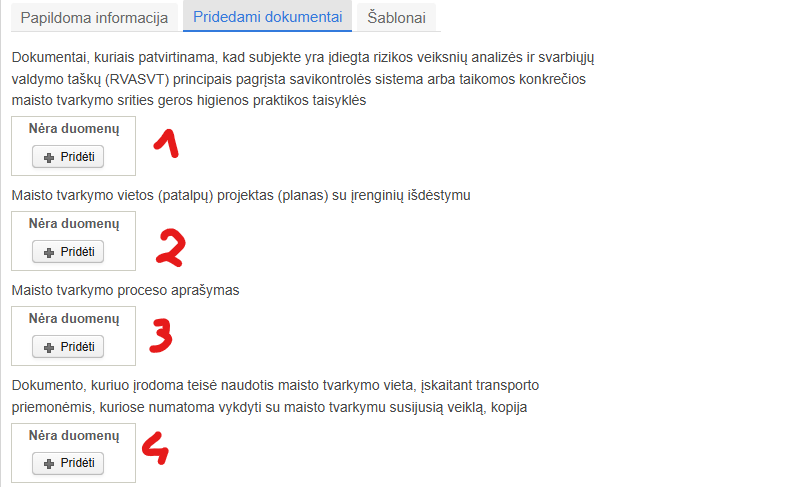 Papildoma informacija Pridedami dokumentai Šablonai
Dokumentai, kuriais patvirtinama, kad subjekte yra įdiegta rizikos veiksnių analizės ir svarbiųjų
valdymo taškų (RVASVT) principais pagrįsta savikontrolės sistema arba taikomos konkrečios
maisto tvarkymo srities geros higienos praktikos taisyklės
Nėra duomenų
Pridėti
1
Maisto tvarkymo vietos (patalpų) projektas (planas) su įrenginių išdėstymu
Nėra duomenų
Pridėti
2
Maisto tvarkymo proceso aprašymas
Nėra duomenų
Pridėti
3
Dokumento, kuriuo įrodoma teisė naudotis maisto tvarkymo vieta, įskaitant transporto
priemonėmis, kuriose numatoma vykdyti su maisto tvarkymu susijusią veiklą, kopija
Nėra duomenų
Pridėti
4